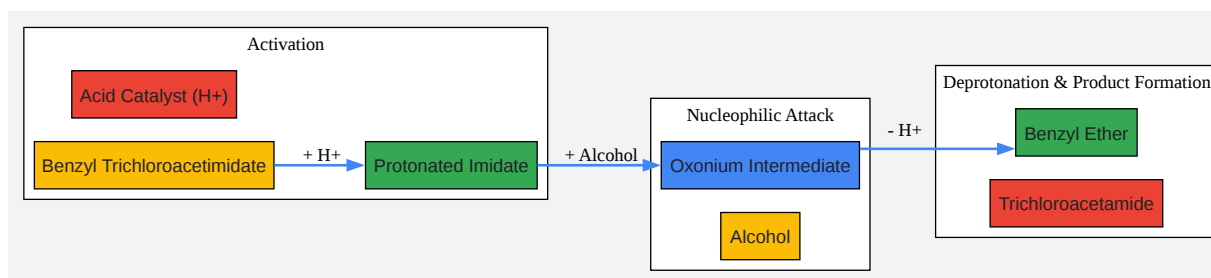 Activation
Acid Catalyst (H+)
Benzyl Trichloroacetimidate
+ H+
Protonated Imidate
+ Alcohol
Nucleophilic Attack
Oxonium Intermediate
Alcohol
- H+
Deprotonation & Product Formation
Benzyl Ether
Trichloroacetamide